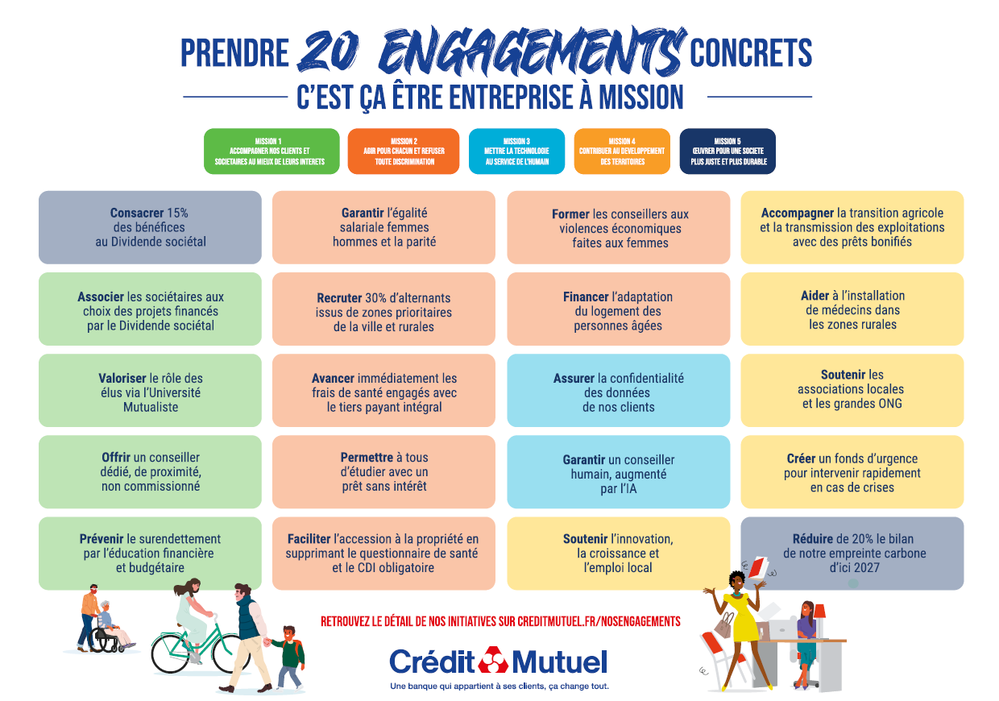 PRENDRE 20 ENGAGEMENTS CONCRETS
C'EST ÇA ÊTRE ENTREPRISE À MISSION
MISSION 1
ACCOMPAGNER NOS CLIENTS ET
SOCIETAIRES AU MIEUX DE LEURS INTERETS
MISSION 2
AGIR POUR CHACUN ET REFUSER
TOUTE DISCRIMINATION
MISSION 3
METTRE LA TECHNOLOGIE
AU SERVICE DE L'HUMAIN
MISSION 4
CONTRIBUER AU DEVELOPPEMENT
DES TERRITOIRES
MISSION 5
ŒUVRER POUR UNE SOCIETE
PLUS JUSTE ET PLUS DURABLE
Consacrer 15%
des bénéfices
au Dividende sociétal
Garantir l'égalité
salariale femmes
hommes et la parité
Former les conseillers aux
violences économiques
faites aux femmes
Accompagner la transition agricole
et la transmission des exploitations
avec des prêts bonifiés
Associer les sociétaires aux
choix des projets financés
par le Dividende sociétal
Recruter 30% d'alternants
issus de zones prioritaires
de la ville et rurales
Financer l'adaptation
du logement des
personnes âgées
Aider à l'installation
de médecins dans
les zones rurales
Valoriser le rôle des
élus via l'Université
Mutualiste
Avancer immédiatement les
frais de santé engagés avec
le tiers payant intégral
Assurer la confidentialité
des données
de nos clients
Soutenir les
associations locales
et les grandes ONG
Offrir un conseiller
dédié, de proximité,
non commissionné
Permettre à tous
d'étudier avec un
prêt sans intérêt
Garantir un conseiller
humain, augmenté
par l'IA
Créer un fonds d'urgence
pour intervenir rapidement
en cas de crises
Prévenir le surendettement
par l'éducation financière
et budgétaire
Faciliter l'accession à la propriété en
supprimant le questionnaire de santé
et le CDI obligatoire
Soutenir l'innovation,
la croissance et
l'emploi local
Réduire de 20% le bilan
de notre empreinte carbone
d'ici 2027
RETROUVEZ LE DÉTAIL DE NOS INITIATIVES SUR CREDITMUTUEL.FR/NOSENGAGEMENTS
Crédit Mutuel
Une banque qui appartient à ses clients, ça change tout.